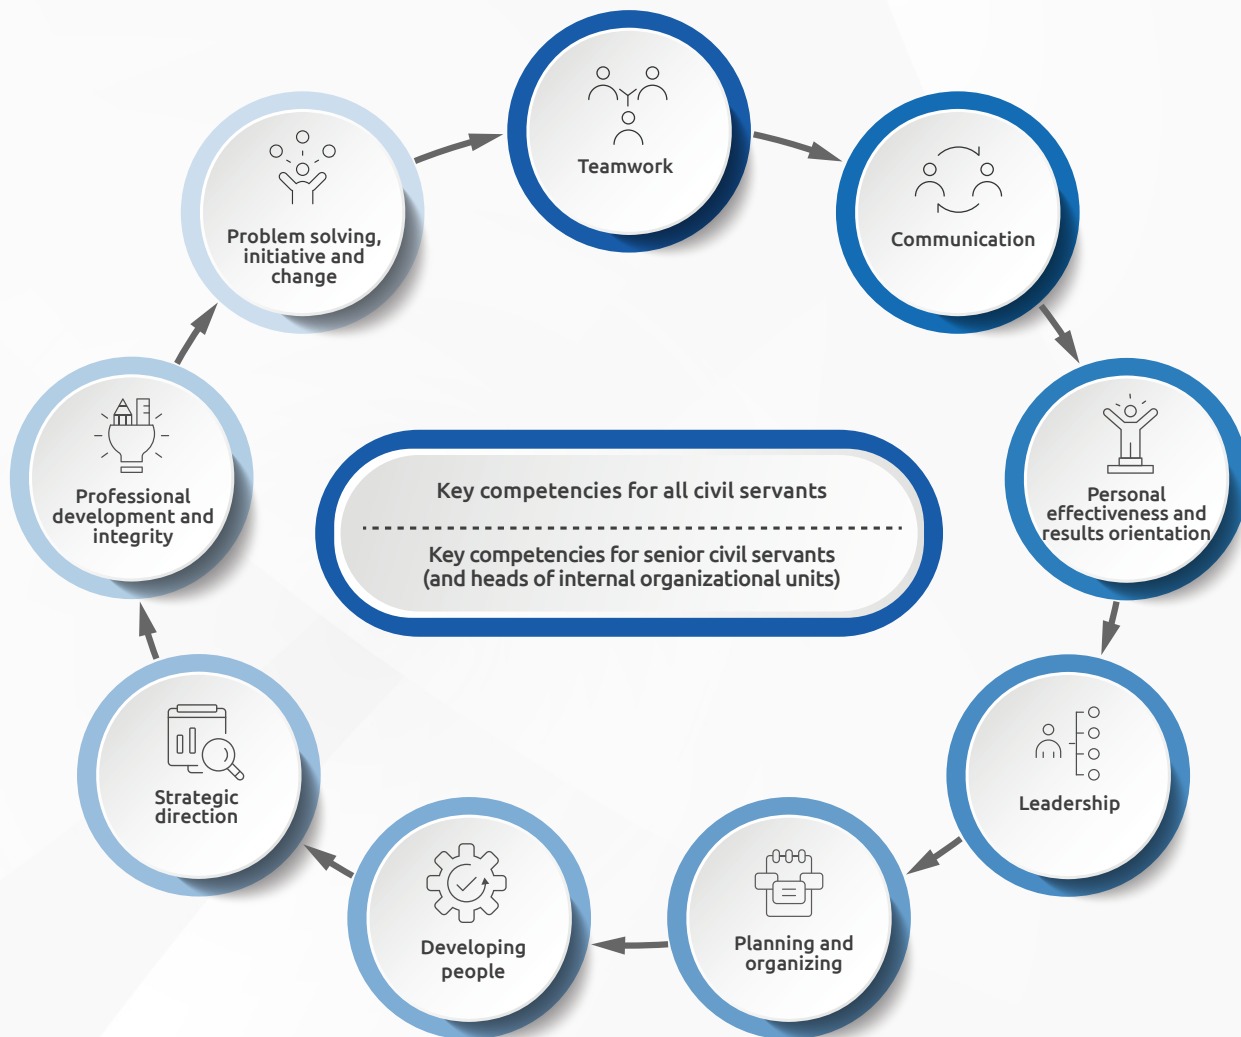 Teamwork
Communication
Personal
effectiveness and
results orientation
Leadership
Planning and
organizing
Developing
people
Strategic
direction
Professional
development and
integrity
Problem solving,
initiative and
change
Key competencies for all civil servants
Key competencies for senior civil servants
(and heads of internal organizational units)